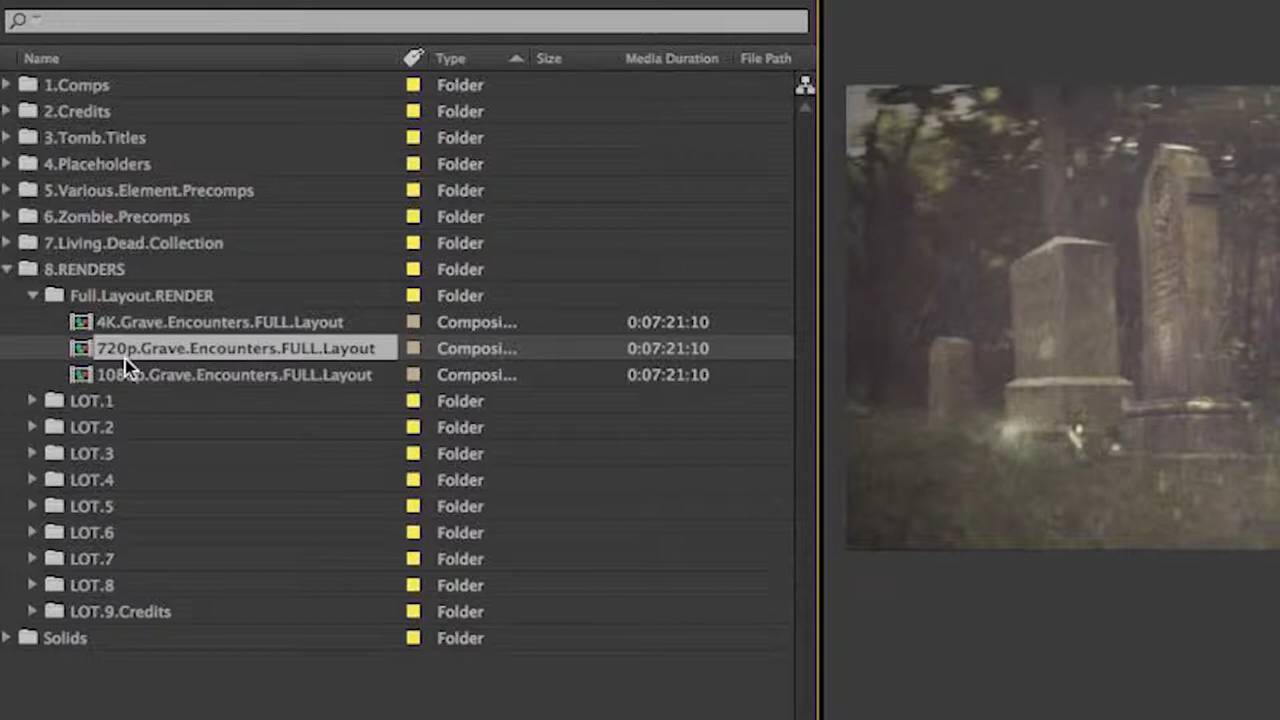 Name Type Size Media Duration File Path
1.Comps Folder
2.Credits Folder
3.Tomb.Titles Folder
4.Placeholders Folder
5.Various.Element.Precomps Folder
6.Zombie.Precomps Folder
7.Living.Dead.Collection Folder
8.RENDERS Folder
Full.Layout.RENDER Folder
4K.Grave.Encounters.FULL.Layout Composi... 0:07:21:10
720p.Grave.Encounters.FULL.Layout Composi... 0:07:21:10
1080p.Grave.Encounters.FULL.Layout Composi... 0:07:21:10
LOT.1 Folder
LOT.2 Folder
LOT.3 Folder
LOT.4 Folder
LOT.5 Folder
LOT.6 Folder
LOT.7 Folder
LOT.8 Folder
LOT.9.Credits Folder
Solids Folder